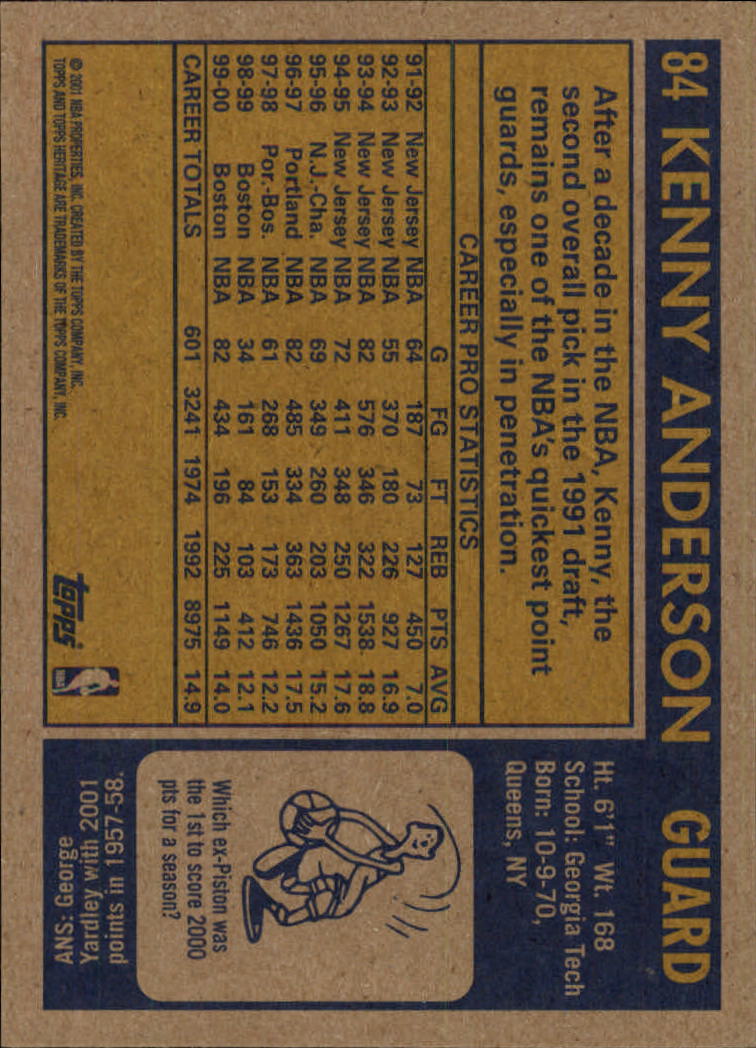 84 KENNY ANDERSON GUARD
After a decade in the NBA, Kenny, the
second overall pick in the 1991 draft,
remains one of the NBA's quickest point
guards, especially in penetration.
CAREER PRO STATISTICS
G FG FT REB PTS AVG
91-92 New Jersey NBA 64 187 73 127 450 7.0
92-93 New Jersey NBA 55 370 180 226 927 16.9
93-94 New Jersey NBA 82 576 346 322 1538 18.8
94-95 New Jersey NBA 72 411 348 250 1267 17.6
95-96 N.J.-Cha. NBA 69 349 260 203 1050 15.2
96-97 Portland NBA 82 485 334 363 1436 17.5
97-98 Por.-Bos. NBA 61 268 153 173 746 12.2
98-99 Boston NBA 34 161 84 103 412 12.1
99-00 Boston NBA 82 434 196 225 1149 14.0
CAREER TOTALS 601 3241 1974 1992 8975 14.9
© 2001 NBA PROPERTIES, INC. CREATED BY THE TOPPS COMPANY, INC.
TOPPS AND TOPPS HERITAGE ARE TRADEMARKS OF THE TOPPS COMPANY, INC.
topps
NBA
Ht. 6'1" Wt. 168
School: Georgia Tech
Born: 10-9-70,
Queens, NY
Which ex-Piston was
the 1st to score 2000
pts for a season?
ANS: George
Yardley with 2001
points in 1957-58.